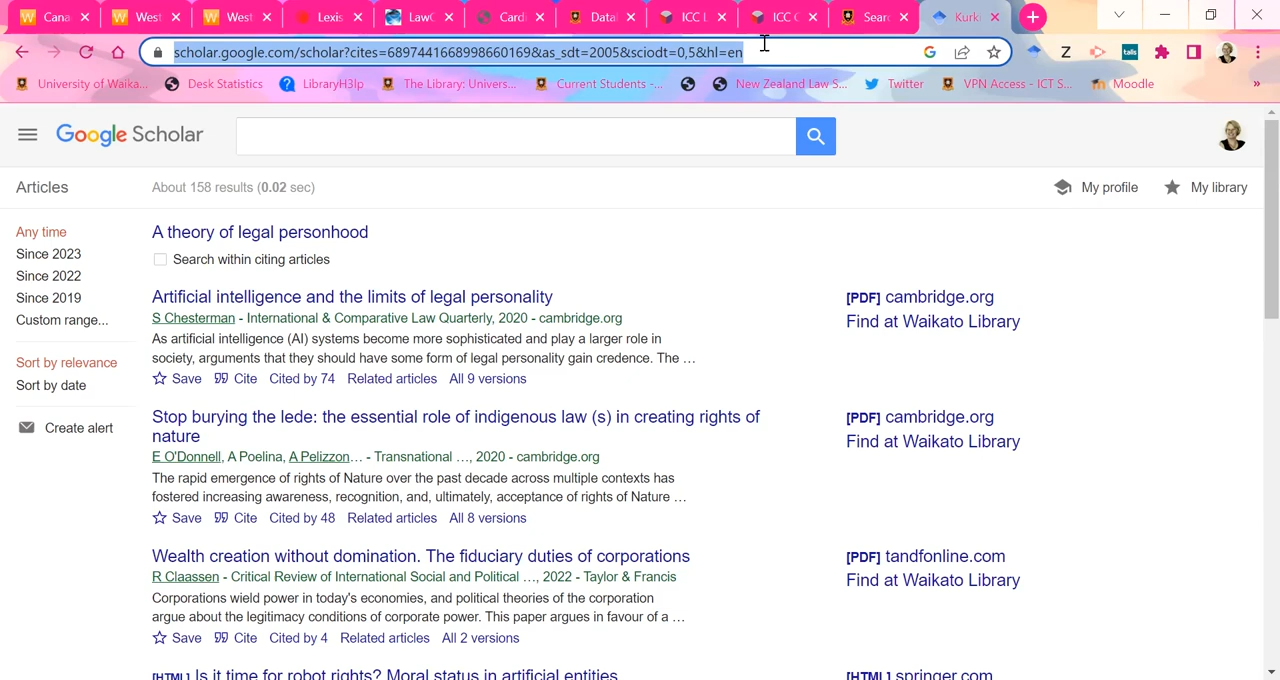 Cana
West
West
Lexis
LawC
Cardi
Datal
ICC L
ICC C
Sear
Kurki
scholar.google.com/scholar?cites=6897441668998660169&as_sdt=2005&sciodt=0,5&hl=en
University of Waika...
Desk Statistics
LibraryH3lp
The Library: Univers...
Current Students -...
New Zealand Law S...
Twitter
VPN Access - ICT S...
Moodle
»
Google Scholar
Articles
About 158 results (0.02 sec)
My profile
My library
Any time
Since 2023
Since 2022
Since 2019
Custom range...
Sort by relevance
Sort by date
Create alert
A theory of legal personhood
Search within citing articles
Artificial intelligence and the limits of legal personality
S Chesterman - International & Comparative Law Quarterly, 2020 - cambridge.org
As artificial intelligence (AI) systems become more sophisticated and play a larger role in
society, arguments that they should have some form of legal personality gain credence. The …
Save Cite Cited by 74 Related articles All 9 versions
[PDF] cambridge.org
Find at Waikato Library
Stop burying the lede: the essential role of indigenous law (s) in creating rights of
nature
E O'Donnell, A Poelina, A Pelizzon… - Transnational …, 2020 - cambridge.org
The rapid emergence of rights of Nature over the past decade across multiple contexts has
fostered increasing awareness, recognition, and, ultimately, acceptance of rights of Nature …
Save Cite Cited by 48 Related articles All 8 versions
[PDF] cambridge.org
Find at Waikato Library
Wealth creation without domination. The fiduciary duties of corporations
R Claassen - Critical Review of International Social and Political …, 2022 - Taylor & Francis
Corporations wield power in today's economies, and political theories of the corporation
argue about the legitimacy conditions of corporate power. This paper argues in favour of a …
Save Cite Cited by 4 Related articles All 2 versions
[PDF] tandfonline.com
Find at Waikato Library
[HTML] Is it time for robot rights? Moral status in artificial entities
[HTML] springer.com